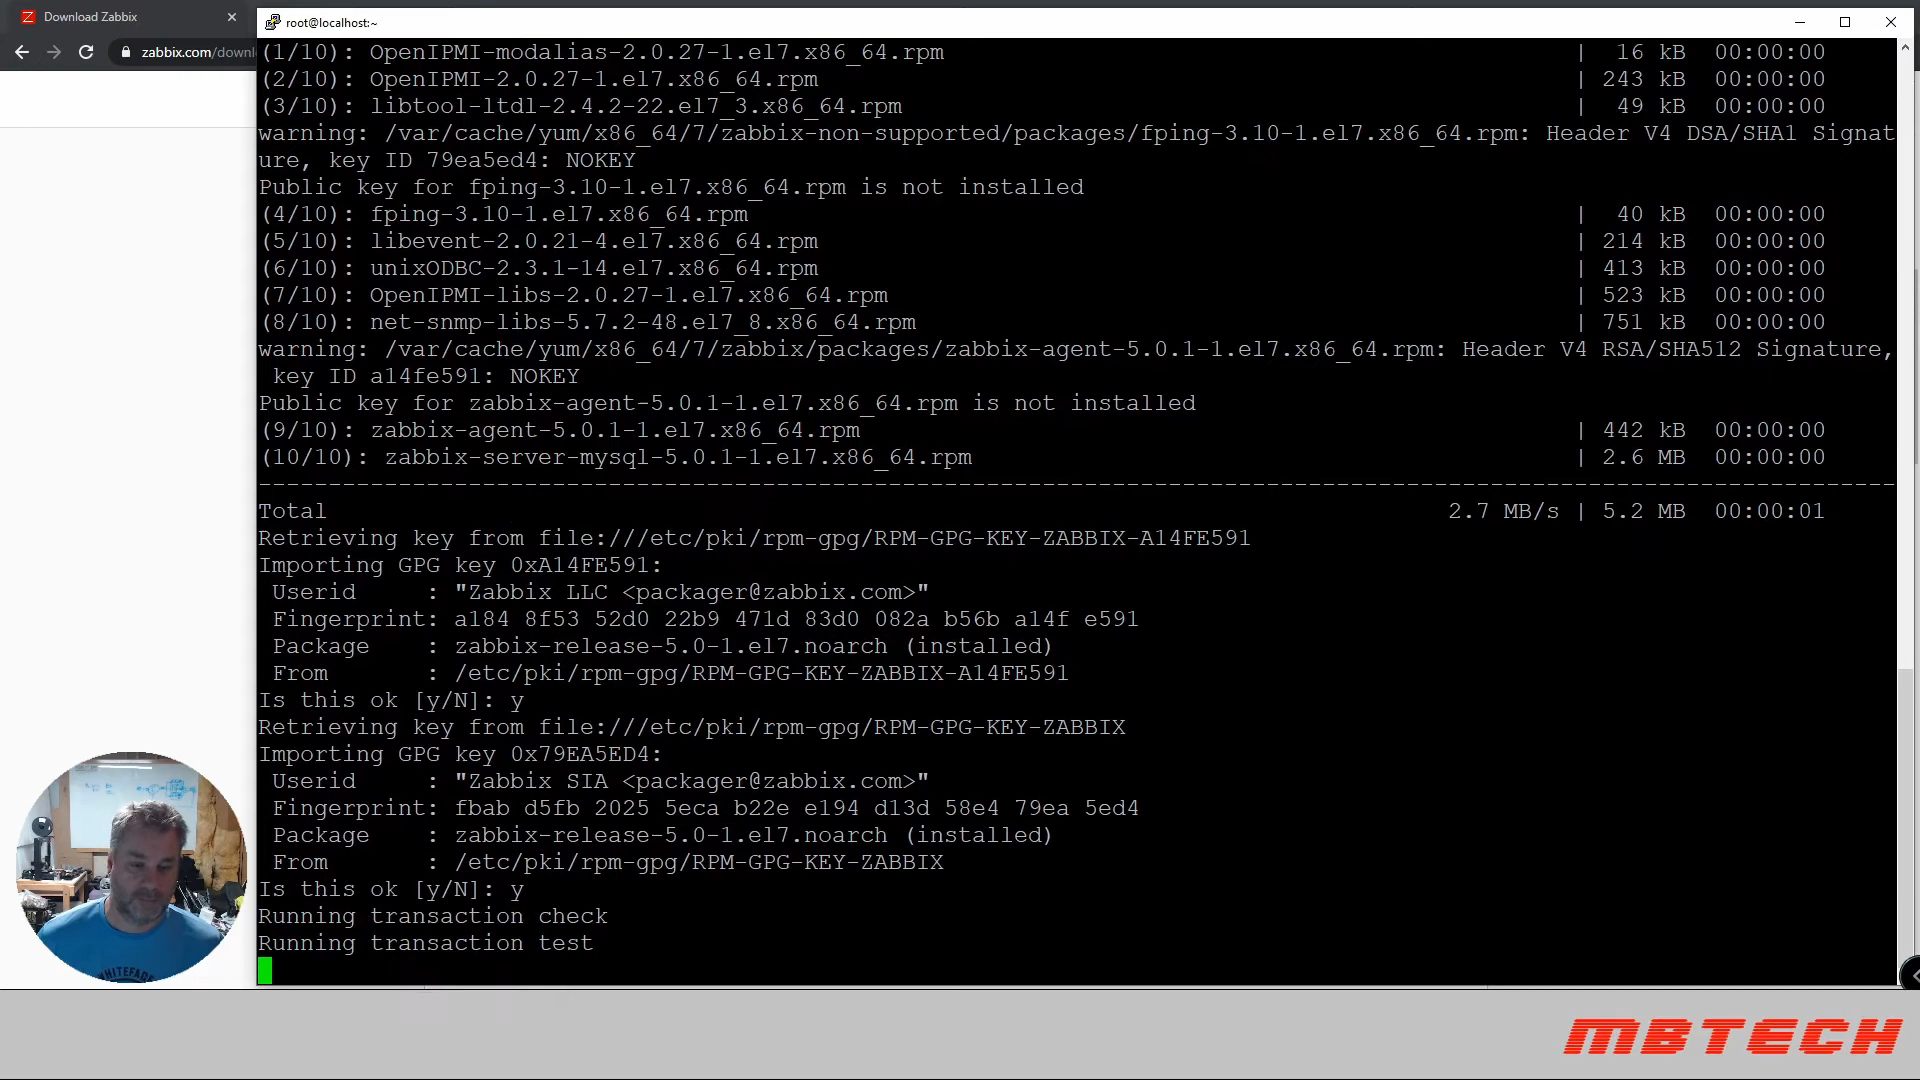 Download Zabbix
root@localhost:~
zabbix.com/downl
(1/10): OpenIPMI-modalias-2.0.27-1.el7.x86_64.rpm | 16 kB 00:00:00
(2/10): OpenIPMI-2.0.27-1.el7.x86_64.rpm | 243 kB 00:00:00
(3/10): libtool-ltdl-2.4.2-22.el7_3.x86_64.rpm | 49 kB 00:00:00
warning: /var/cache/yum/x86_64/7/zabbix-non-supported/packages/fping-3.10-1.el7.x86_64.rpm: Header V4 DSA/SHA1 Signat
ure, key ID 79ea5ed4: NOKEY
Public key for fping-3.10-1.el7.x86_64.rpm is not installed
(4/10): fping-3.10-1.el7.x86_64.rpm | 40 kB 00:00:00
(5/10): libevent-2.0.21-4.el7.x86_64.rpm | 214 kB 00:00:00
(6/10): unixODBC-2.3.1-14.el7.x86_64.rpm | 413 kB 00:00:00
(7/10): OpenIPMI-libs-2.0.27-1.el7.x86_64.rpm | 523 kB 00:00:00
(8/10): net-snmp-libs-5.7.2-48.el7_8.x86_64.rpm | 751 kB 00:00:00
warning: /var/cache/yum/x86_64/7/zabbix/packages/zabbix-agent-5.0.1-1.el7.x86_64.rpm: Header V4 RSA/SHA512 Signature,
key ID a14fe591: NOKEY
Public key for zabbix-agent-5.0.1-1.el7.x86_64.rpm is not installed
(9/10): zabbix-agent-5.0.1-1.el7.x86_64.rpm | 442 kB 00:00:00
(10/10): zabbix-server-mysql-5.0.1-1.el7.x86_64.rpm | 2.6 MB 00:00:00
---------------------------------------------------------------------------------------------------------------------
Total 2.7 MB/s | 5.2 MB 00:00:01
Retrieving key from file:///etc/pki/rpm-gpg/RPM-GPG-KEY-ZABBIX-A14FE591
Importing GPG key 0xA14FE591:
Userid : "Zabbix LLC <packager@zabbix.com>"
Fingerprint: a184 8f53 52d0 22b9 471d 83d0 082a b56b a14f e591
Package : zabbix-release-5.0-1.el7.noarch (installed)
From : /etc/pki/rpm-gpg/RPM-GPG-KEY-ZABBIX-A14FE591
Is this ok [y/N]: y
Retrieving key from file:///etc/pki/rpm-gpg/RPM-GPG-KEY-ZABBIX
Importing GPG key 0x79EA5ED4:
Userid : "Zabbix SIA <packager@zabbix.com>"
Fingerprint: fbab d5fb 2025 5eca b22e e194 d13d 58e4 79ea 5ed4
Package : zabbix-release-5.0-1.el7.noarch (installed)
From : /etc/pki/rpm-gpg/RPM-GPG-KEY-ZABBIX
Is this ok [y/N]: y
Running transaction check
Running transaction test
WHITEFACE
MBTECH